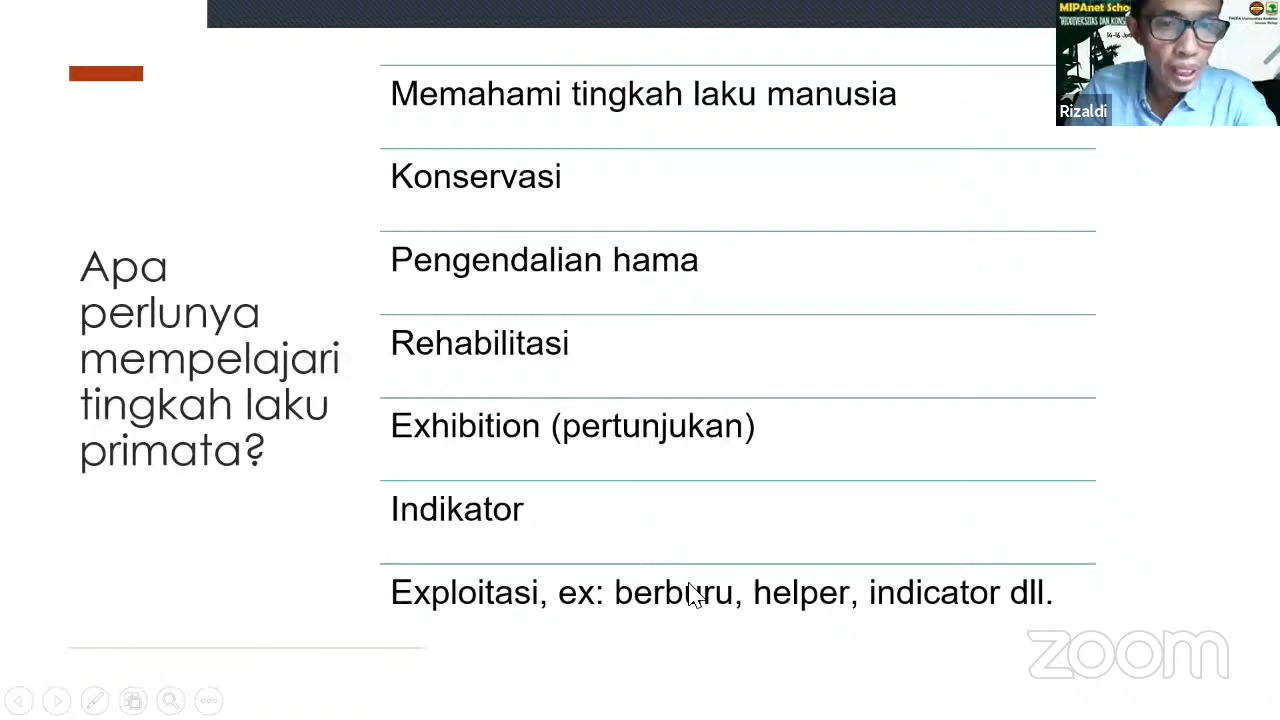 Apa
perlunya
mempelajari
tingkah laku
primata?
Memahami tingkah laku manusia
Konservasi
Pengendalian hama
Rehabilitasi
Exhibition (pertunjukan)
Indikator
Exploitasi, ex: berburu, helper, indicator dll.
MIPAnet
Rizaldi
zoom